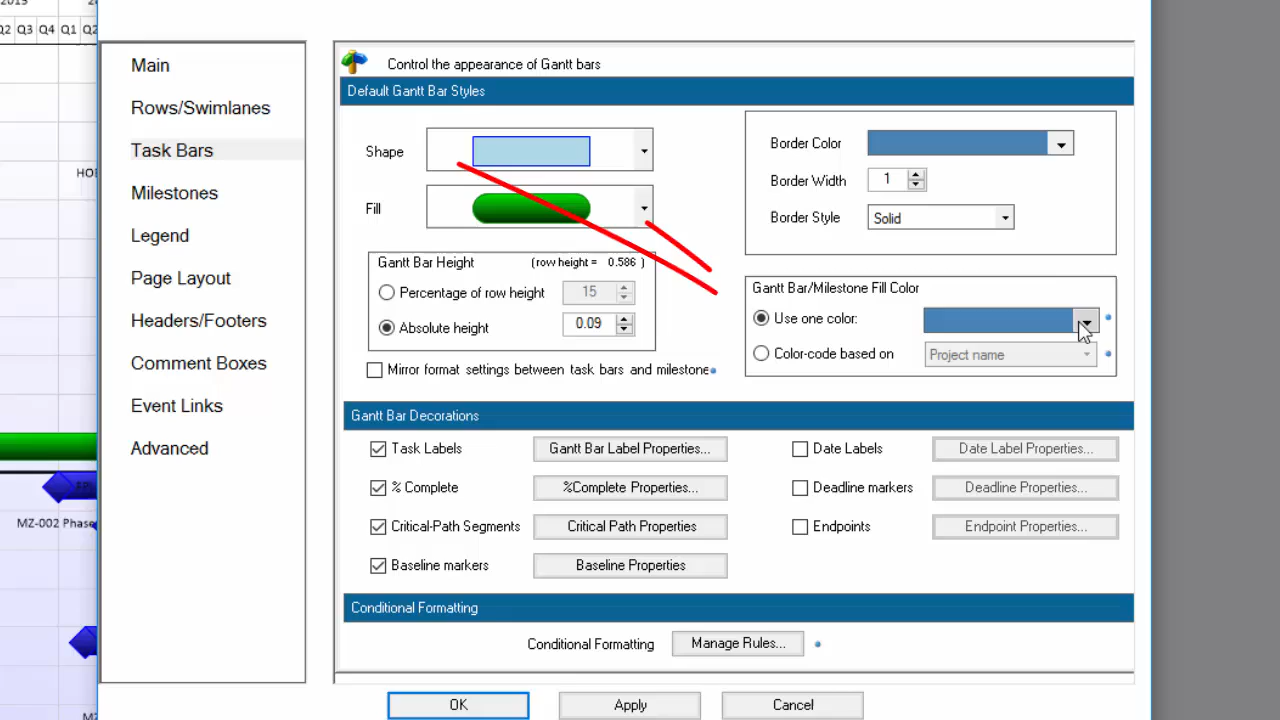 2015
Q2 Q3 Q4 Q1 Q2
MZ-002 Phase
Main
Rows/Swimlanes
Task Bars
Milestones
Legend
Page Layout
Headers/Footers
Comment Boxes
Event Links
Advanced
Control the appearance of Gantt bars
Default Gantt Bar Styles
Shape
Fill
Border Color
Border Width 1
Border Style Solid
Gantt Bar Height (row height = 0.586 )
Percentage of row height 15
Absolute height 0.09
Mirror format settings between task bars and milestone
Gantt Bar/Milestone Fill Color
Use one color:
Color-code based on Project name
Gantt Bar Decorations
Task Labels Gantt Bar Label Properties... Date Labels Date Label Properties...
% Complete %Complete Properties... Deadline markers Deadline Properties...
Critical-Path Segments Critical Path Properties Endpoints Endpoint Properties...
Baseline markers Baseline Properties
Conditional Formatting
Conditional Formatting Manage Rules...
OK Apply Cancel